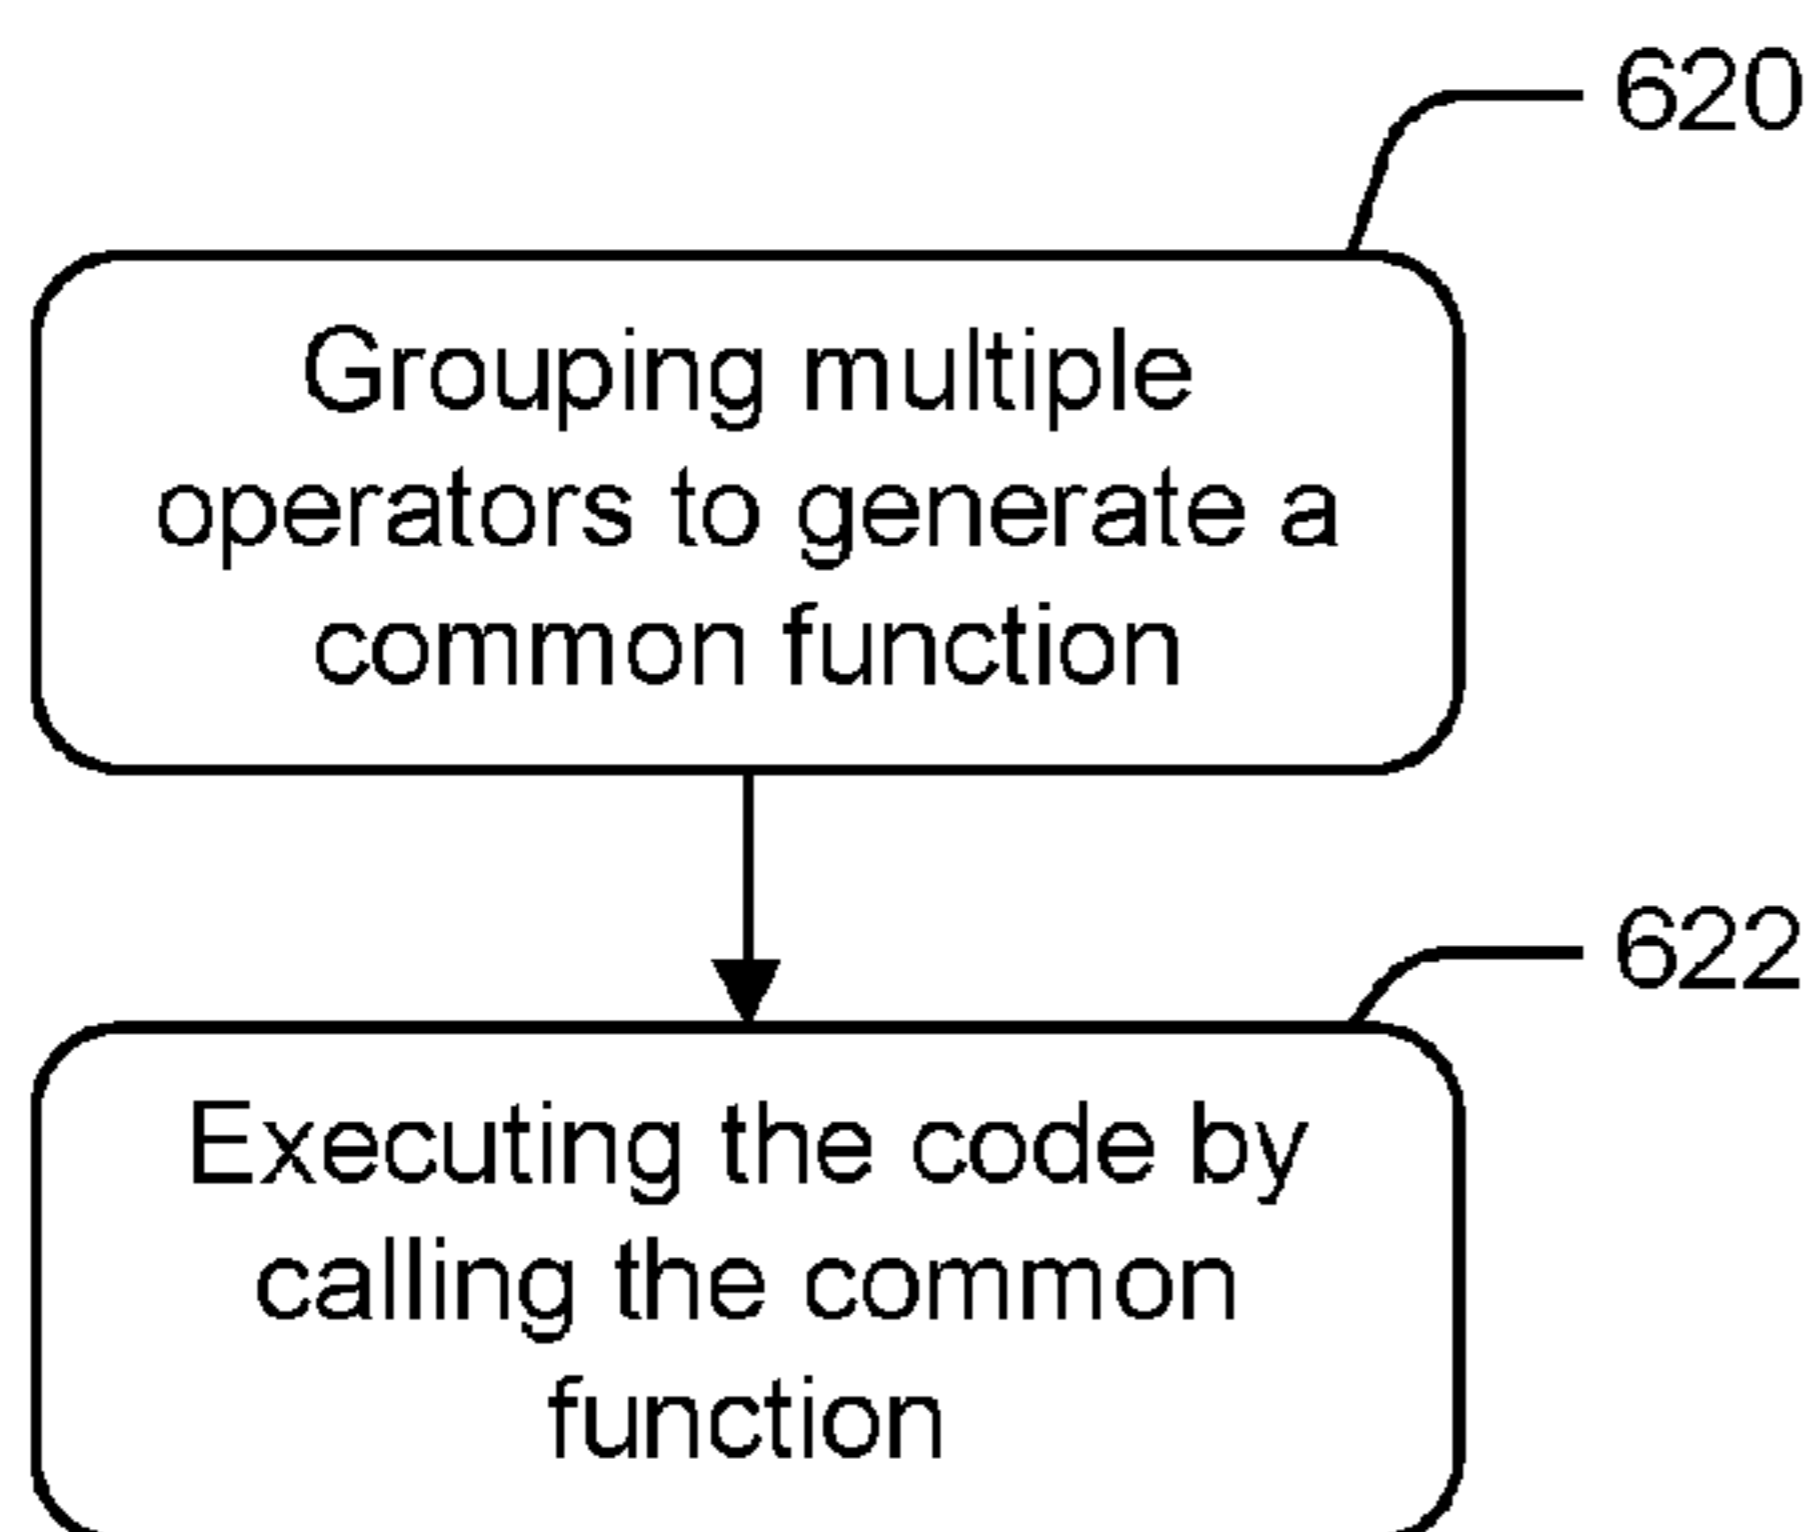 620
Grouping multiple
operators to generate a
common function
622
Executing the code by
calling the common
function